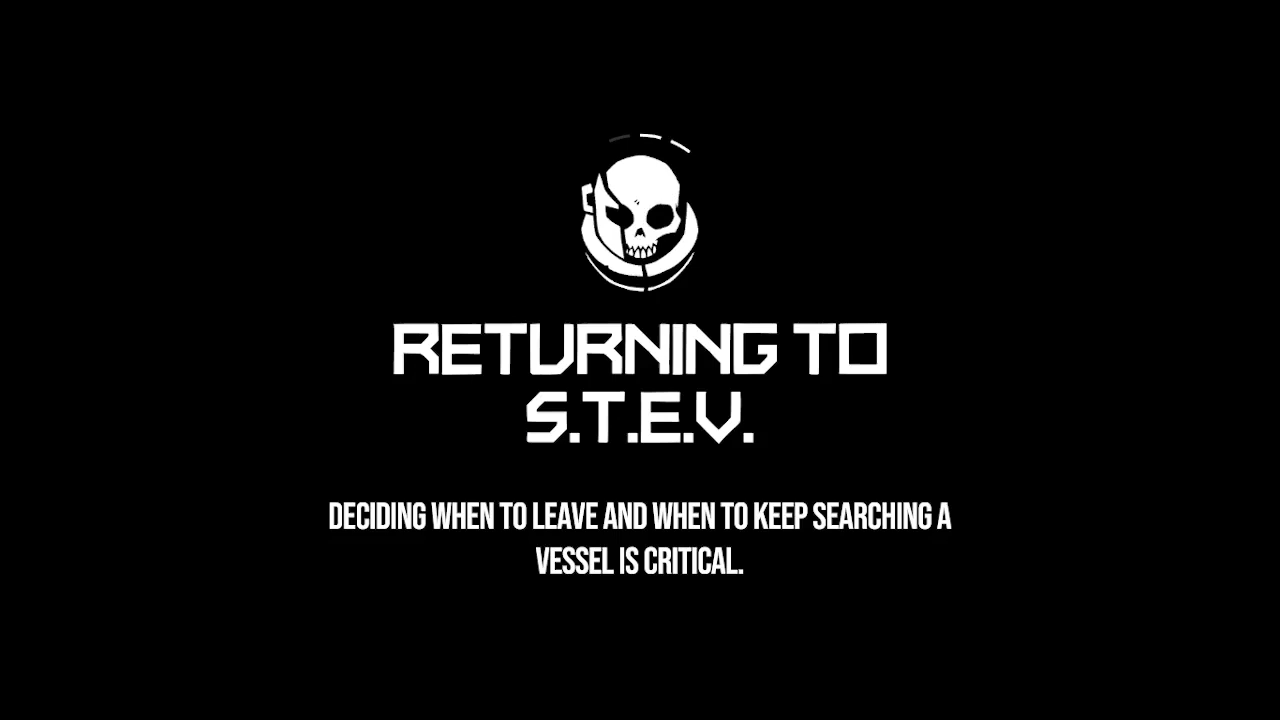 RETURNING TO
S.T.E.V.
DECIDING WHEN TO LEAVE AND WHEN TO KEEP SEARCHING A
VESSEL IS CRITICAL.